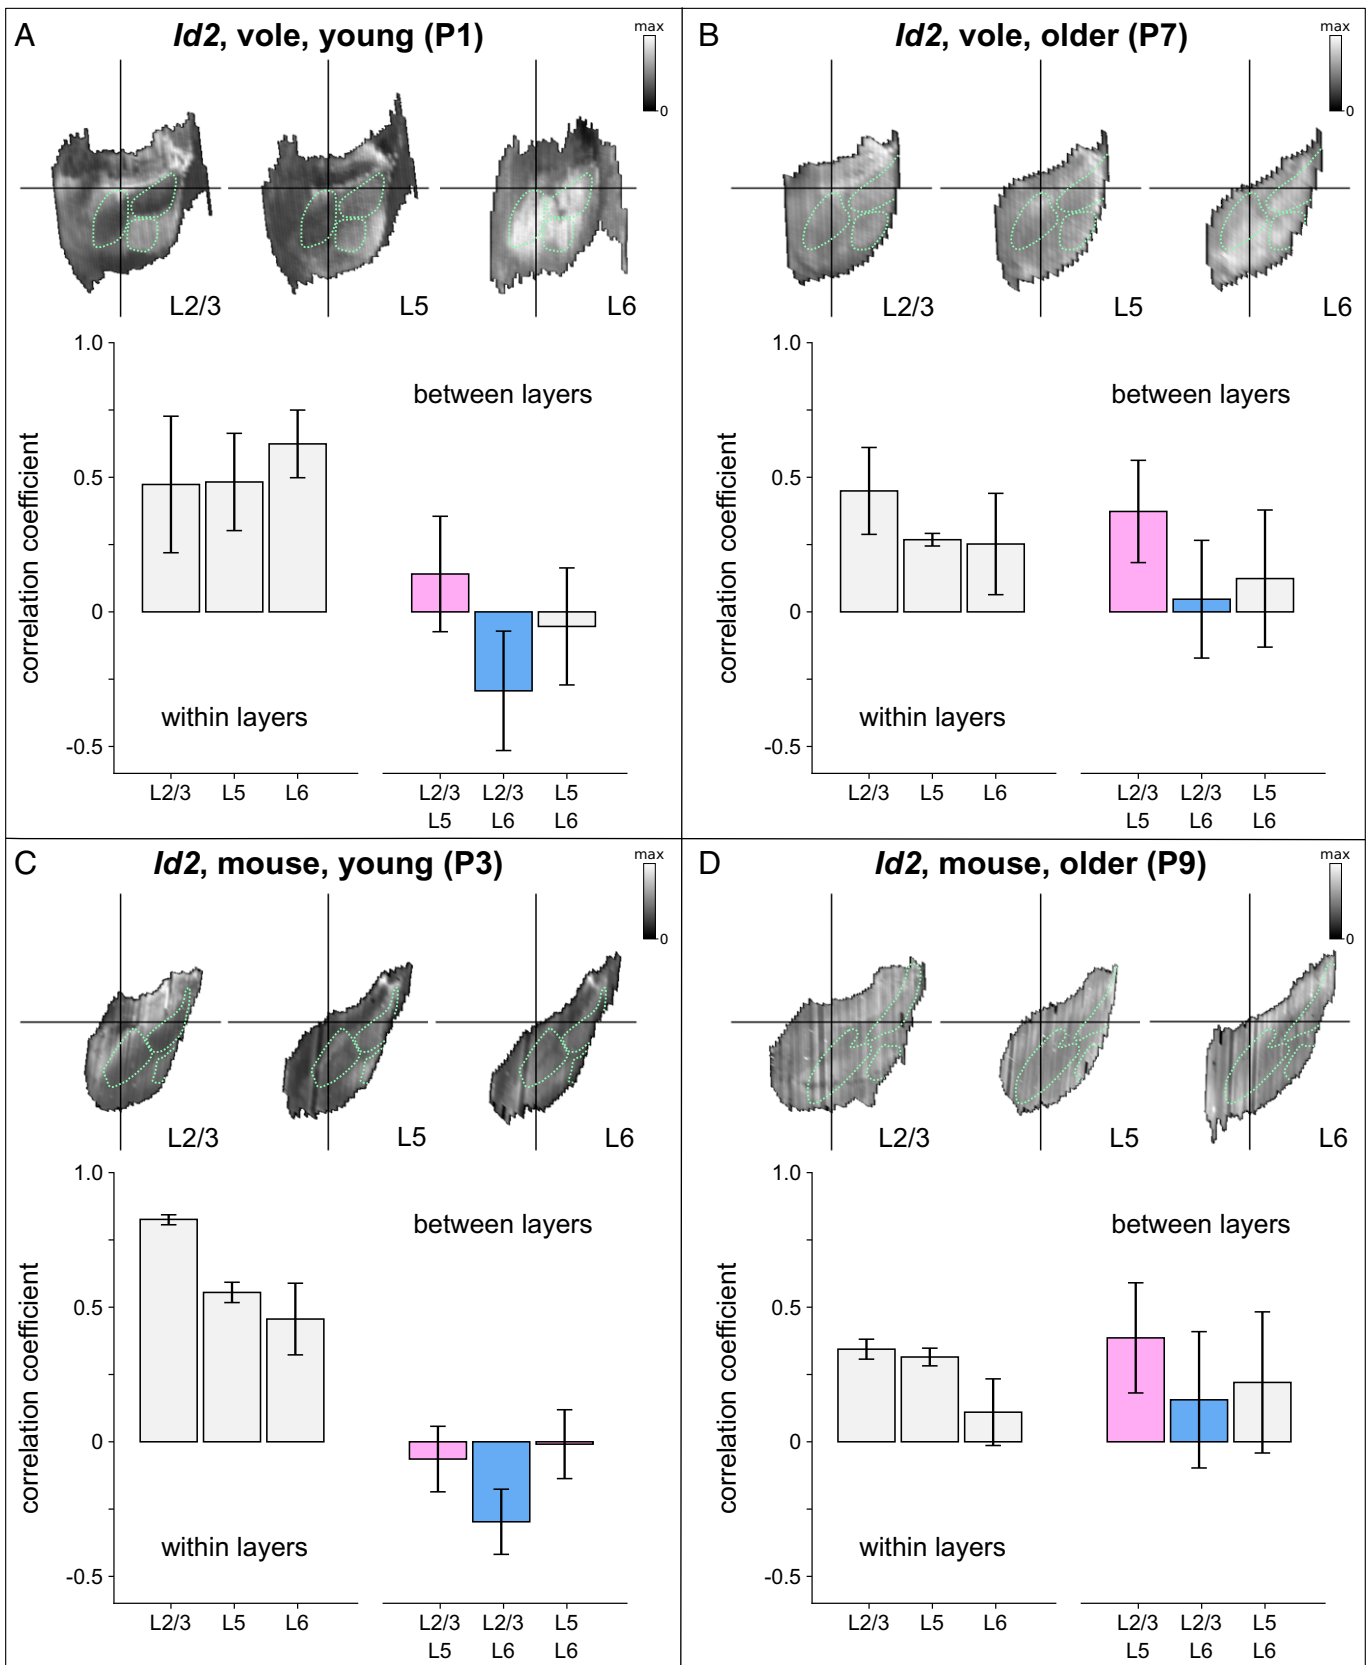 A
Id2, vole, young (P1)
max
0
L2/3
L5
L6
1.0
0.5
0
-0.5
correlation coefficient
between layers
within layers
L2/3 L5 L6
L2/3 L2/3 L5
L5 L6 L6
B
Id2, vole, older (P7)
max
0
L2/3
L5
L6
1.0
0.5
0
-0.5
correlation coefficient
between layers
within layers
L2/3 L5 L6
L2/3 L2/3 L5
L5 L6 L6
C
Id2, mouse, young (P3)
max
0
L2/3
L5
L6
1.0
0.5
0
-0.5
correlation coefficient
between layers
within layers
L2/3 L5 L6
L2/3 L2/3 L5
L5 L6 L6
D
Id2, mouse, older (P9)
max
0
L2/3
L5
L6
1.0
0.5
0
-0.5
correlation coefficient
between layers
within layers
L2/3 L5 L6
L2/3 L2/3 L5
L5 L6 L6